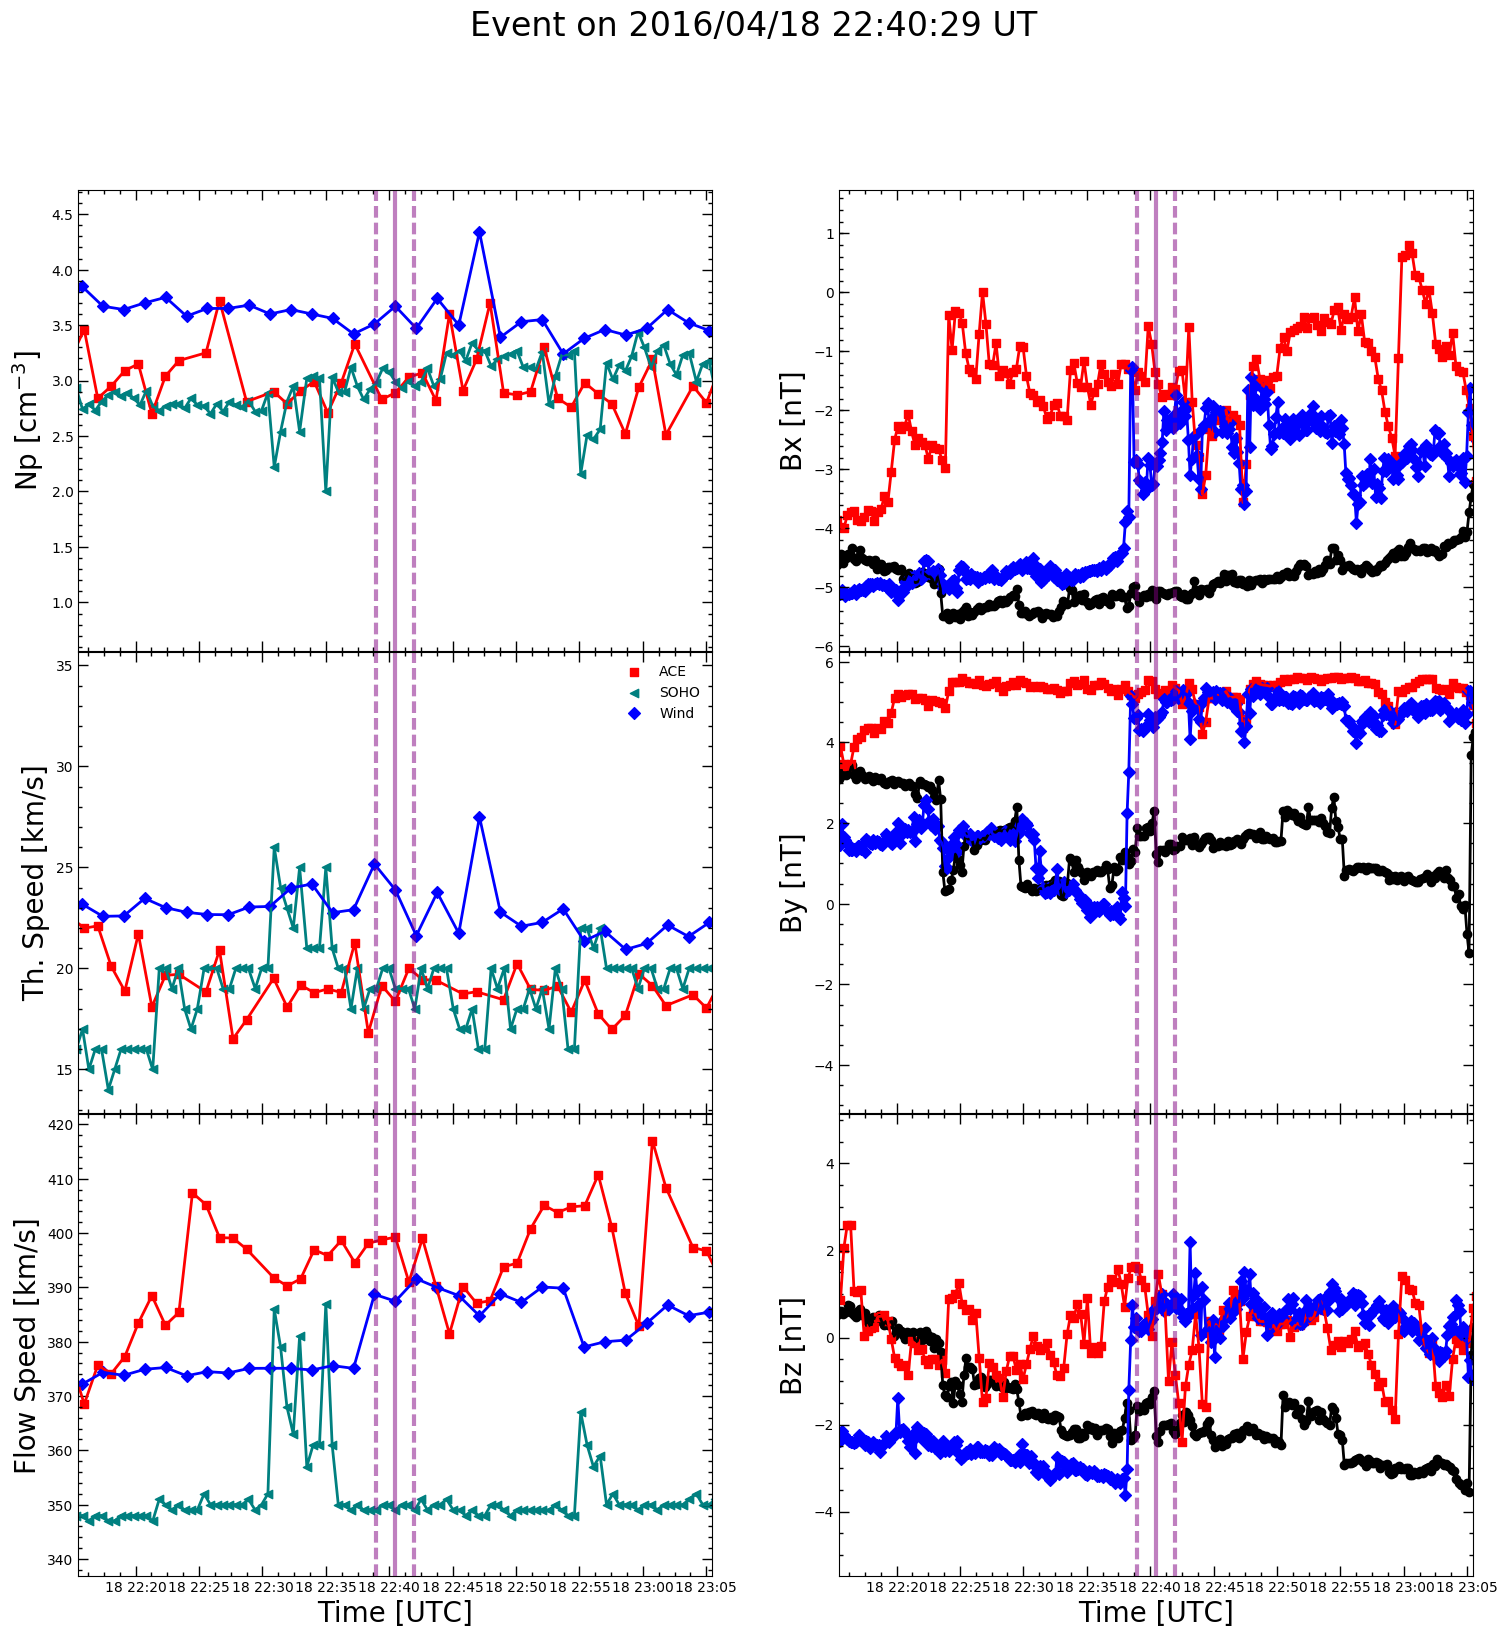 Event on 2016/04/18 22:40:29 UT
Np [cm⁻³]
4.5
4.0
3.5
3.0
2.5
2.0
1.5
1.0
Bx [nT]
1
0
−1
−2
−3
−4
−5
−6
Th. Speed [km/s]
35
30
25
20
15
ACE
SOHO
Wind
By [nT]
6
4
2
0
−2
−4
Flow Speed [km/s]
420
410
400
390
380
370
360
350
340
18 22:20 18 22:25 18 22:30 18 22:35 18 22:40 18 22:45 18 22:50 18 22:55 18 23:00 18 23:05
Time [UTC]
Bz [nT]
4
2
0
−2
−4
18 22:20 18 22:25 18 22:30 18 22:35 18 22:40 18 22:45 18 22:50 18 22:55 18 23:00 18 23:05
Time [UTC]